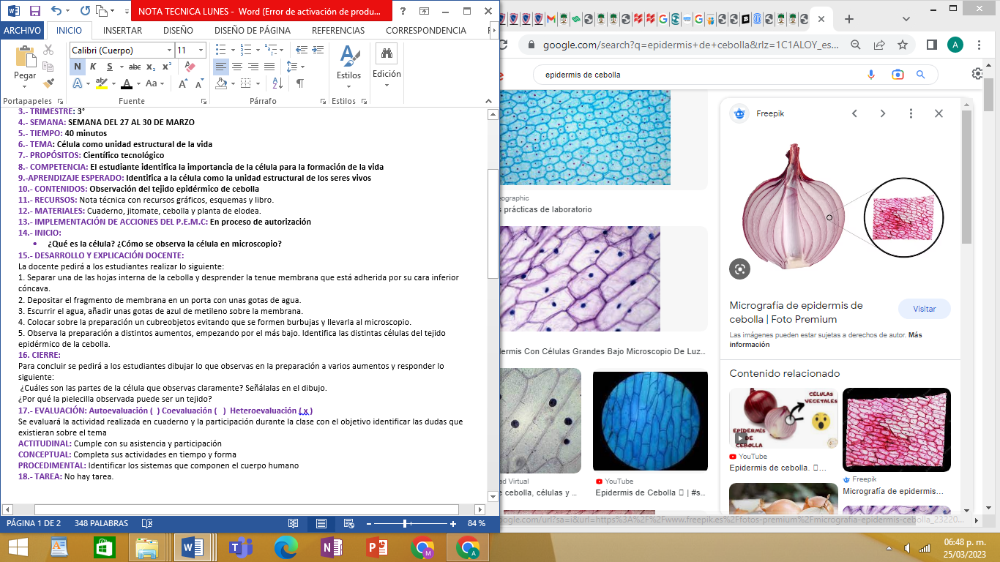 NOTA TECNICA LUNES - Word (Error de activación de produ...
ARCHIVO INICIO INSERTAR DISEÑO DISEÑO DE PÁGINA REFERENCIAS CORRESPONDENCIA
Calibri (Cuerpo) 11
Pegar
N K S abc x₂ x²
Estilos
Edición
A aby A A Aa A A
Portapapeles Fuente Párrafo Estilos
3.- TRIMESTRE: 3°
4.- SEMANA: SEMANA DEL 27 AL 30 DE MARZO
5.- TIEMPO: 40 minutos
6.- TEMA: Célula como unidad estructural de la vida
7.- PROPÓSITOS: Científico tecnológico
8.- COMPETENCIA: El estudiante identifica la importancia de la célula para la formación de la vida
9.-APRENDIZAJE ESPERADO: Identifica a la célula como la unidad estructural de los seres vivos
10.- CONTENIDOS: Observación del tejido epidérmico de cebolla
11.- RECURSOS: Nota técnica con recursos gráficos, esquemas y libro.
12.- MATERIALES: Cuaderno, jitomate, cebolla y planta de elodea.
13.- IMPLEMENTACIÓN DE ACCIONES DEL P.E.M.C: En proceso de autorización
14.- INICIO:
• ¿Qué es la célula? ¿Cómo se observa la célula en microscopio?
15.- DESARROLLO Y EXPLICACIÓN DOCENTE:
La docente pedirá a los estudiantes realizar lo siguiente:
1. Separar una de las hojas interna de la cebolla y desprender la tenue membrana que está adherida por su cara inferior
cóncava.
2. Depositar el fragmento de membrana en un porta con unas gotas de agua.
3. Escurrir el agua, añadir unas gotas de azul de metileno sobre la membrana.
4. Colocar sobre la preparación un cubreobjetos evitando que se formen burbujas y llevarla al microscopio.
5. Observa la preparación a distintos aumentos, empezando por el más bajo. Identifica las distintas células del tejido
epidérmico de la cebolla.
16. CIERRE:
Para concluir se pedirá a los estudiantes dibujar lo que observas en la preparación a varios aumentos y responder lo
siguiente:
¿Cuáles son las partes de la célula que observas claramente? Señálalas en el dibujo.
¿Por qué la pielecilla observada puede ser un tejido?
17.- EVALUACIÓN: Autoevaluación ( ) Coevaluación ( ) Heteroevaluación ( x )
Se evaluará la actividad realizada en cuaderno y la participación durante la clase con el objetivo identificar las dudas que
existieran sobre el tema
ACTITUDINAL: Cumple con su asistencia y participación
CONCEPTUAL: Completa sus actividades en tiempo y forma
PROCEDIMENTAL: Identificar los sistemas que componen el cuerpo humano
18.- TAREA: No hay tarea.
PÁGINA 1 DE 2 348 PALABRAS 84 %
google.com/search?q=epidermis+de+cebolla&rlz=1C1ALOY_es...
A
epidermis de cebolla
eographic
s prácticas de laboratorio
ermis Con Células Grandes Bajo Microscopio De Luz...
ad Virtual
e cebolla, células y ...
YouTube
Epidermis de Cebolla | #s...
Freepik
Micrografía de epidermis de
cebolla | Foto Premium
Visitar
Las imágenes pueden estar sujetas a derechos de autor. Más
información
Contenido relacionado
CÉLULAS
VEGETALES
EPIDERMIS
DE
CEBOLLA
YouTube
Epidermis de cebolla. ...
Freepik
Micrografía de epidermis...
oogle.com/url?sa=i&url=https%3A%2F%2Fwww.freepik.es%2Ffotos-premium%2Fmicrografia-epidermis-cebolla_23220...
M
A
06:48 p. m.
25/03/2023